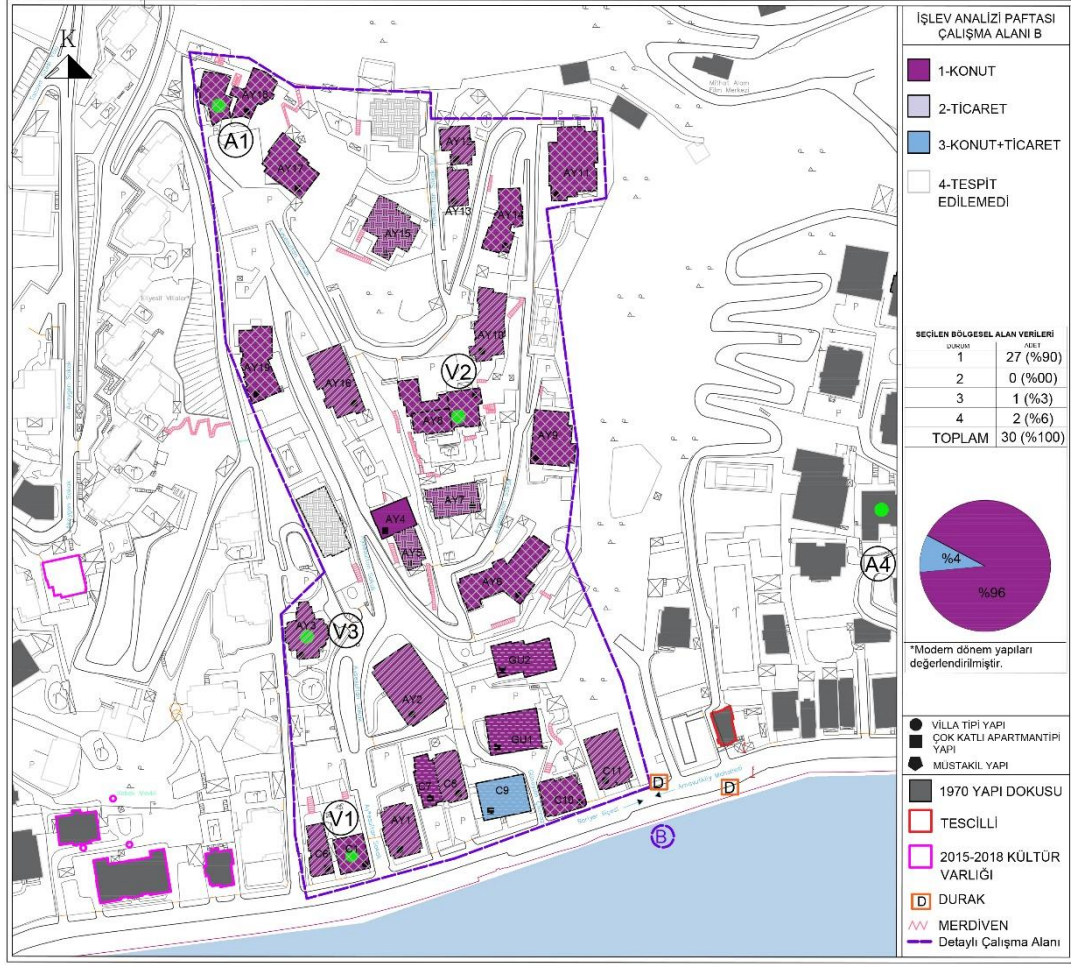 İŞLEV ANALİZİ PAFTASI
ÇALIŞMA ALANI B
1-KONUT
2-TİCARET
3-KONUT+TİCARET
4-TESPİT
EDİLEMEDİ
SEÇİLEN BÖLGESEL ALAN VERİLERİ
DURUM ADET
1 27 (%90)
2 0 (%00)
3 1 (%3)
4 2 (%6)
TOPLAM 30 (%100)
%4
%96
*Modern dönem yapıları
değerlendirilmiştir.
VİLLA TİPİ YAPI
ÇOK KATLI APARTMANTİPİ
YAPI
MÜSTAKİL YAPI
1970 YAPI DOKUSU
TESCİLLİ
2015-2018 KÜLTÜR
VARLIĞI
D DURAK
MERDİVEN
Detaylı Çalışma Alanı
K
A1
AY17
AY13
AY14
AY11
AY15
AY10
V2
AY16
AY9
AY7
AY4
AY5
AY6
AY3
V3
AY2
GU2
GU1
C9
C11
C10
AY1
V1
A4
D
D
B
Mithat Alam
Film Merkezi